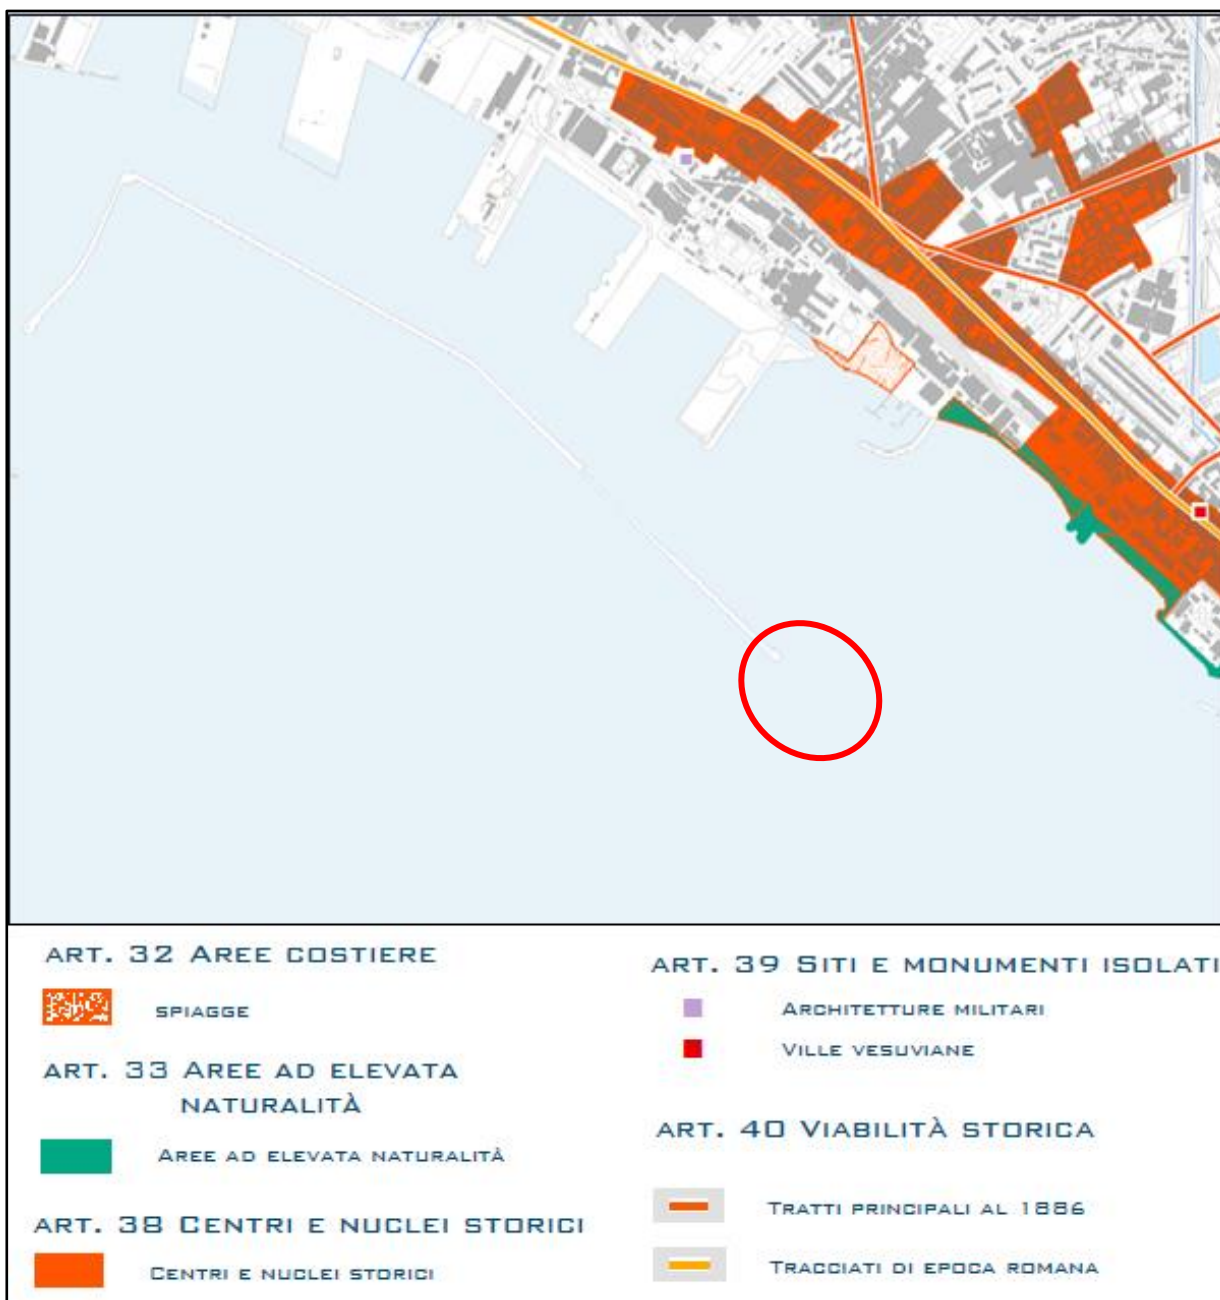 ART. 32 AREE COSTIERE
SPIAGGE
ART. 33 AREE AD ELEVATA
NATURALITÀ
AREE AD ELEVATA NATURALITÀ
ART. 38 CENTRI E NUCLEI STORICI
CENTRI E NUCLEI STORICI
ART. 39 SITI E MONUMENTI ISOLATI
ARCHITETTURE MILITARI
VILLE VESUVIANE
ART. 40 VIABILITÀ STORICA
TRATTI PRINCIPALI AL 1886
TRACCIATI DI EPOCA ROMANA